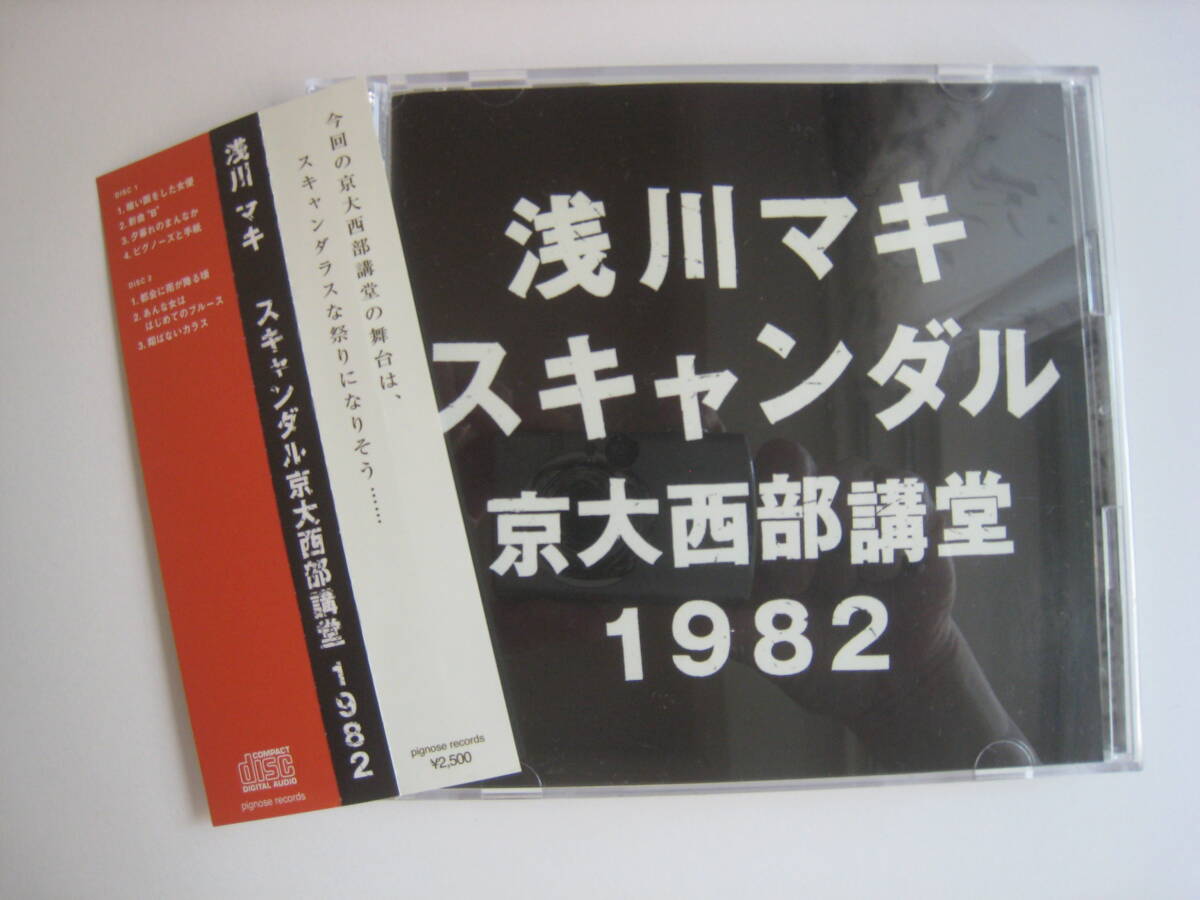 DISC 1
1. 暗い顔をした女優
2. 新曲 "B"
3. 夕暮れのまんなか
4. ピグノーズと手紙
DISC 2
1. 都会に雨が降る頃
2. あんな女は
はじめてのブルース
3. 翔ばないカラス
COMPACT
disc
DIGITAL AUDIO
pignose records
浅川マキ スキャンダル京大西部講堂 1982
今回の京大西部講堂の舞台は、
スキャンダラスな祭りになりそう……
pignose records
¥2,500
浅川マキ
スキャンダル
京大西部講堂
1982